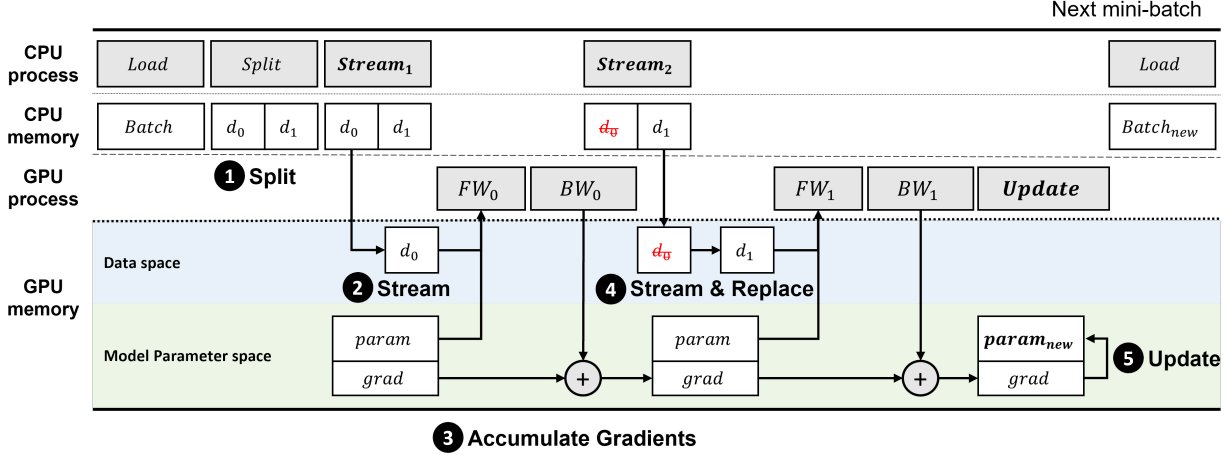 Next mini-batch
CPU process
Load Split Stream₁ Stream₂ Load
CPU memory
Batch d₀ d₁ d₀ d₁ d₀ d₁ Batchₙₑw
1 Split
GPU process
FW₀ BW₀ FW₁ BW₁ Update
GPU memory
Data space
d₀ d₀ d₁
2 Stream
4 Stream & Replace
Model Parameter space
param param paramₙₑw
5 Update
grad + grad + grad
3 Accumulate Gradients